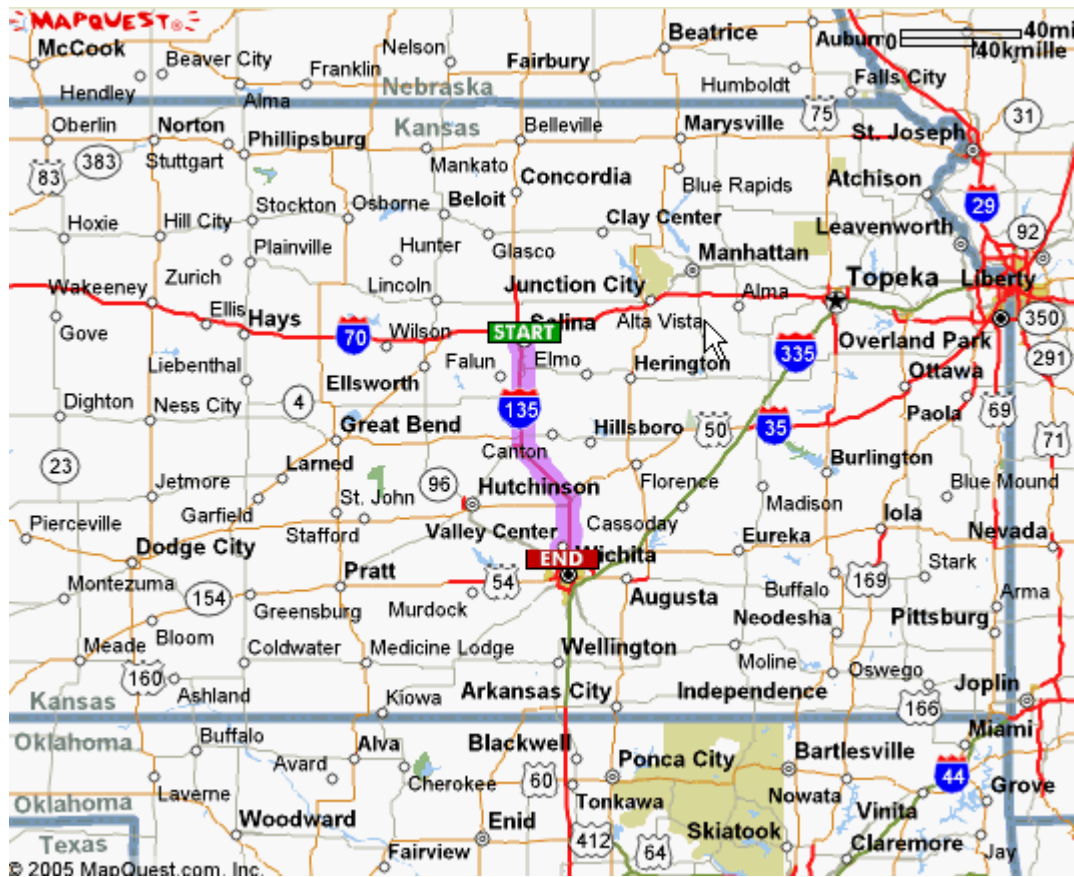 MAPQUEST
40mi
0
40kmille
McCook
Beaver City
Nelson
Beatrice
Auburn
Hendley
Franklin
Fairbury
Humboldt
Falls City
Alma
Nebraska
Kansas
75
31
Oberlin
Norton
Phillipsburg
Belleville
Marysville
St. Joseph
83
383
Stuttgart
Mankato
Blue Rapids
Concordia
Atchison
Stockton
Osborne
Beloit
29
Hoxie
Hill City
Clay Center
Leavenworth
92
Plainville
Hunter
Glasco
Manhattan
Zurich
Topeka
Liberty
Wakeeney
Lincoln
Junction City
Alma
Ellis
Hays
70
Wilson
START
Salina
Alta Vista
350
Gove
335
Overland Park
Liebenthal
Falun
Elmo
Herington
291
Ellsworth
Ottawa
Dighton
Ness City
4
135
Great Bend
Hillsboro
50
35
Paola
69
71
Canton
23
Larned
Burlington
Jetmore
96
Hutchinson
Florence
Blue Mound
Garfield
St. John
Madison
Pierceville
Stafford
Valley Center
Cassoday
Iola
Nevada
Dodge City
END
Wichita
Eureka
Stark
Montezuma
154
Pratt
54
Buffalo
169
Arma
Greensburg
Murdock
Augusta
Neodesha
Pittsburg
Bloom
Meade
Coldwater
Medicine Lodge
Wellington
Moline
Oswego
160
Ashland
Kiowa
Arkansas City
Independence
166
Joplin
Kansas
Oklahoma
Buffalo
Alva
Blackwell
Miami
Avard
Cherokee
60
Ponca City
Bartlesville
44
Laverne
Tonkawa
Nowata
Grove
Oklahoma
Texas
Woodward
Enid
412
64
Skiatook
Vinita
Fairview
Claremore
Jay
© 2005 MapQuest.com, Inc.